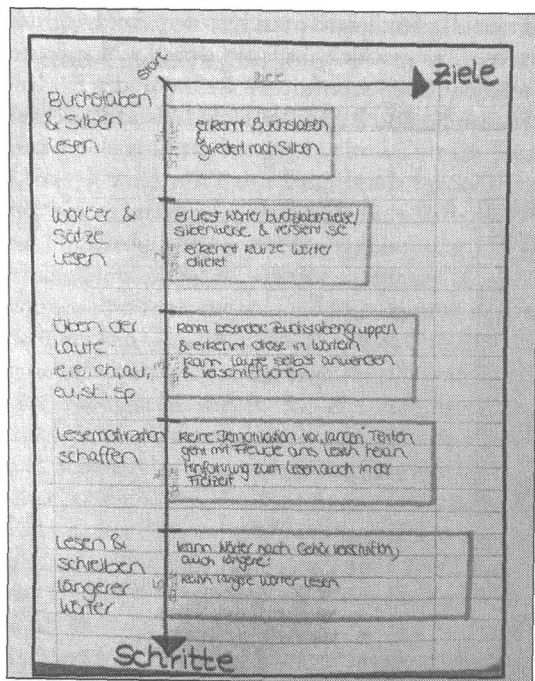 Start
Ziele
Buchstaben
& Silben
lesen
erkennt Buchstaben
gliedert nach Silben
Wörter &
Sätze
lesen
erliest Wörter buchstabenweise/
silbenweise & versteht sie
erkennt kurze Wörter
direkt
Üben der
Laute
ei, ie, ch, au,
eu, st, sp
kennt besondere Buchstabengruppen
& erkennt diese in Wörtern
kann Laute selbst anwenden
& verschriftlichen
Lesemotivation
schaffen
keine Demotivation vor „langen“ Texten
geht mit Freude ans Lesen heran
Hinführung zum Lesen auch in der
Freizeit
Lesen &
schreiben
längerer
Wörter
kann Wörter nach Gehör verschriften,
auch längere!
kann längere Wörter lesen
Schritte